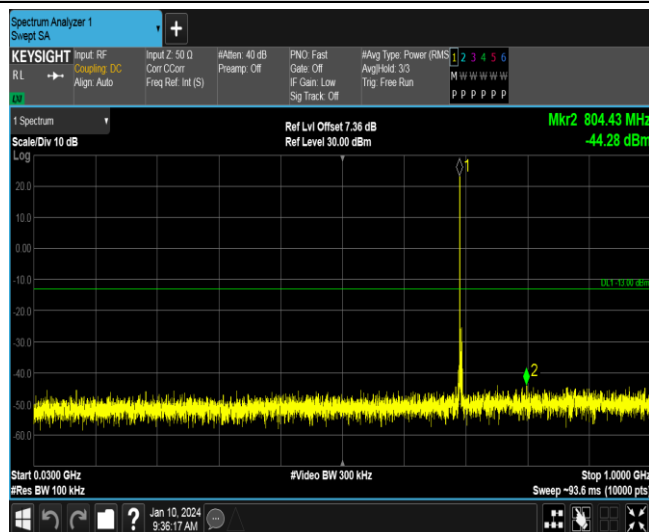 Spectrum Analyzer 1
Swept SA
+
KEYSIGHT Input: RF Input Z: 50 Ω #Atten: 40 dB PNO: Fast #Avg Type: Power (RMS 1 2 3 4 5 6
RL Coupling: DC Corr CCorr Preamp: Off Gate: Off Avg|Hold: 3/3 M W W W W W
Align: Auto Freq Ref: Int (S) IF Gain: Low Trig: Free Run
Sig Track: Off P P P P P P
LXI
1 Spectrum Ref Lvl Offset 7.36 dB Mkr2 804.43 MHz
Scale/Div 10 dB Ref Level 30.00 dBm -44.28 dBm
Log
1
20.0
10.0
0.00
-10.0
DL1 -13.00 dBm
-20.0
-30.0
-40.0
2
-50.0
-60.0
Start 0.0300 GHz #Video BW 300 kHz Stop 1.0000 GHz
#Res BW 100 kHz Sweep ~93.6 ms (10000 pts)
? Jan 10, 2024
9:36:17 AM